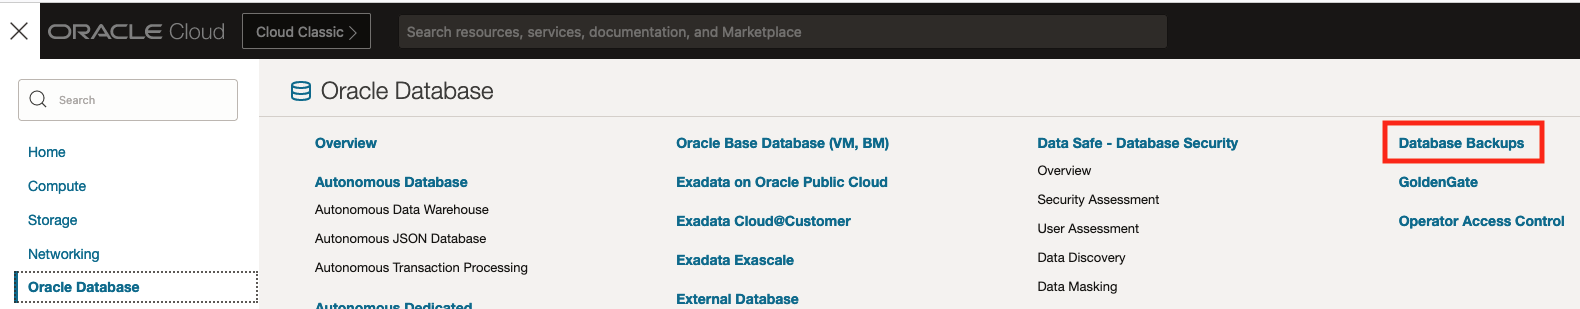 ORACLE Cloud
Cloud Classic >
Search resources, services, documentation, and Marketplace
Search
Home
Compute
Storage
Networking
Oracle Database
Oracle Database
Overview
Autonomous Database
Autonomous Data Warehouse
Autonomous JSON Database
Autonomous Transaction Processing
Autonomous Dedicated
Oracle Base Database (VM, BM)
Exadata on Oracle Public Cloud
Exadata Cloud@Customer
Exadata Exascale
External Database
Data Safe - Database Security
Overview
Security Assessment
User Assessment
Data Discovery
Data Masking
Database Backups
GoldenGate
Operator Access Control